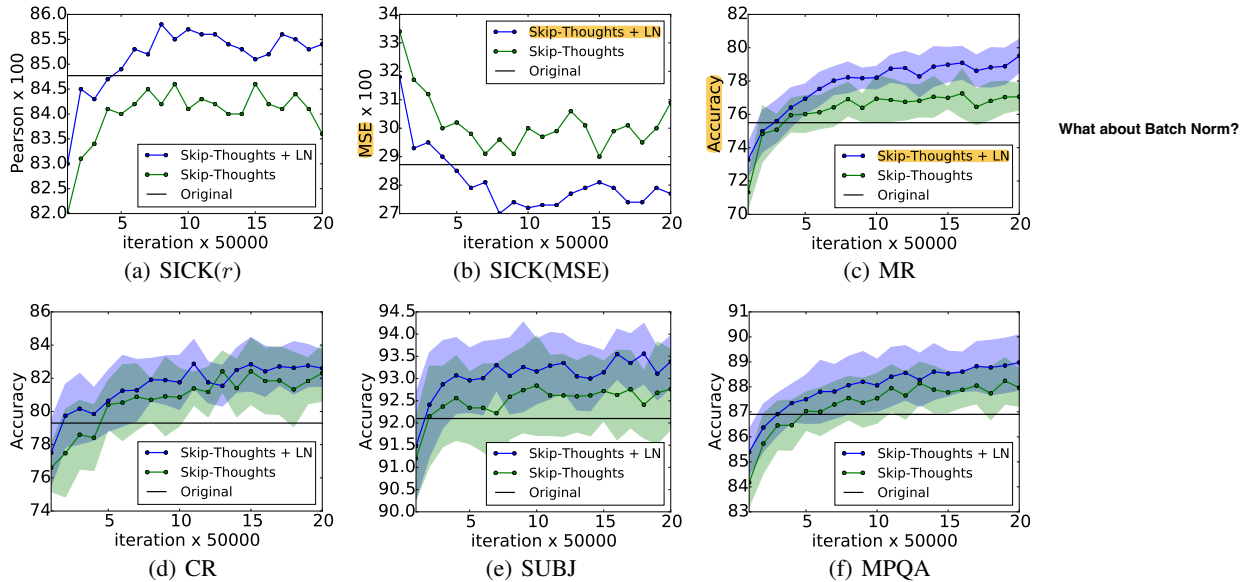 86.0
85.5
85.0
84.5
84.0
83.5
83.0
82.5
82.0
Pearson x 100
Skip-Thoughts + LN
Skip-Thoughts
Original
5 10 15 20
iteration x 50000
(a) SICK(r)
34
33
32
31
30
29
28
27
MSE x 100
Skip-Thoughts + LN
Skip-Thoughts
Original
5 10 15 20
iteration x 50000
(b) SICK(MSE)
82
80
78
76
74
72
70
Accuracy
Skip-Thoughts + LN
Skip-Thoughts
Original
5 10 15 20
iteration x 50000
(c) MR
What about Batch Norm?
86
84
82
80
78
76
74
Accuracy
Skip-Thoughts + LN
Skip-Thoughts
Original
5 10 15 20
iteration x 50000
(d) CR
94.5
94.0
93.5
93.0
92.5
92.0
91.5
91.0
90.5
90.0
Accuracy
Skip-Thoughts + LN
Skip-Thoughts
Original
5 10 15 20
iteration x 50000
(e) SUBJ
91
90
89
88
87
86
85
84
83
Accuracy
Skip-Thoughts + LN
Skip-Thoughts
Original
5 10 15 20
iteration x 50000
(f) MPQA